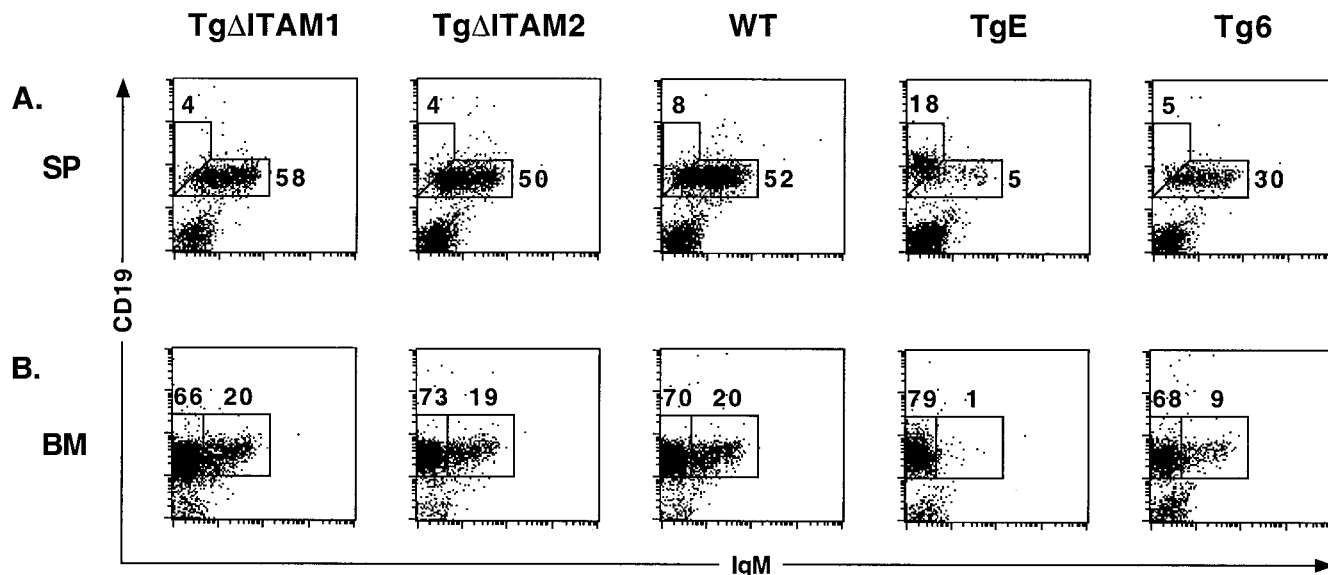 TgΔITAM1 TgΔITAM2 WT TgE Tg6
A.
SP
4 58
4 50
8 52
18 5
5 30
CD19
B.
BM
66 20
73 19
70 20
79 1
68 9
IgM